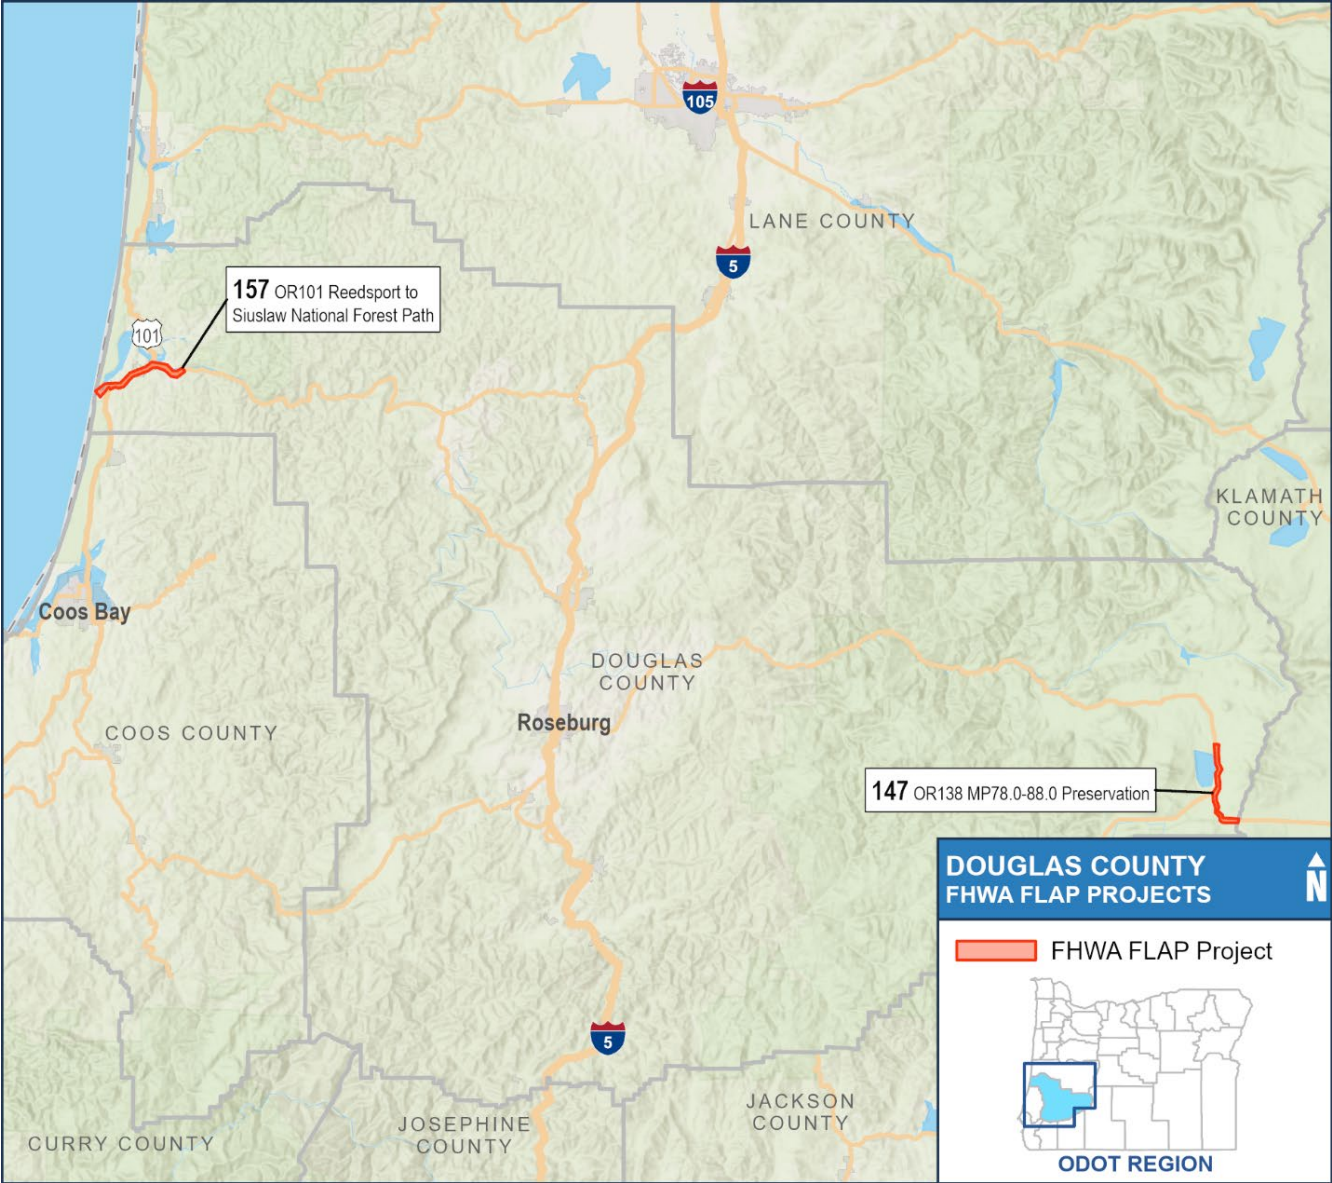 105
LANE COUNTY
5
157 OR101 Reedsport to
Siuslaw National Forest Path
101
KLAMATH
COUNTY
Coos Bay
DOUGLAS
COUNTY
Roseburg
COOS COUNTY
147 OR138 MP78.0-88.0 Preservation
DOUGLAS COUNTY
FHWA FLAP PROJECTS
N
FHWA FLAP Project
5
JACKSON
COUNTY
JOSEPHINE
COUNTY
CURRY COUNTY
ODOT REGION